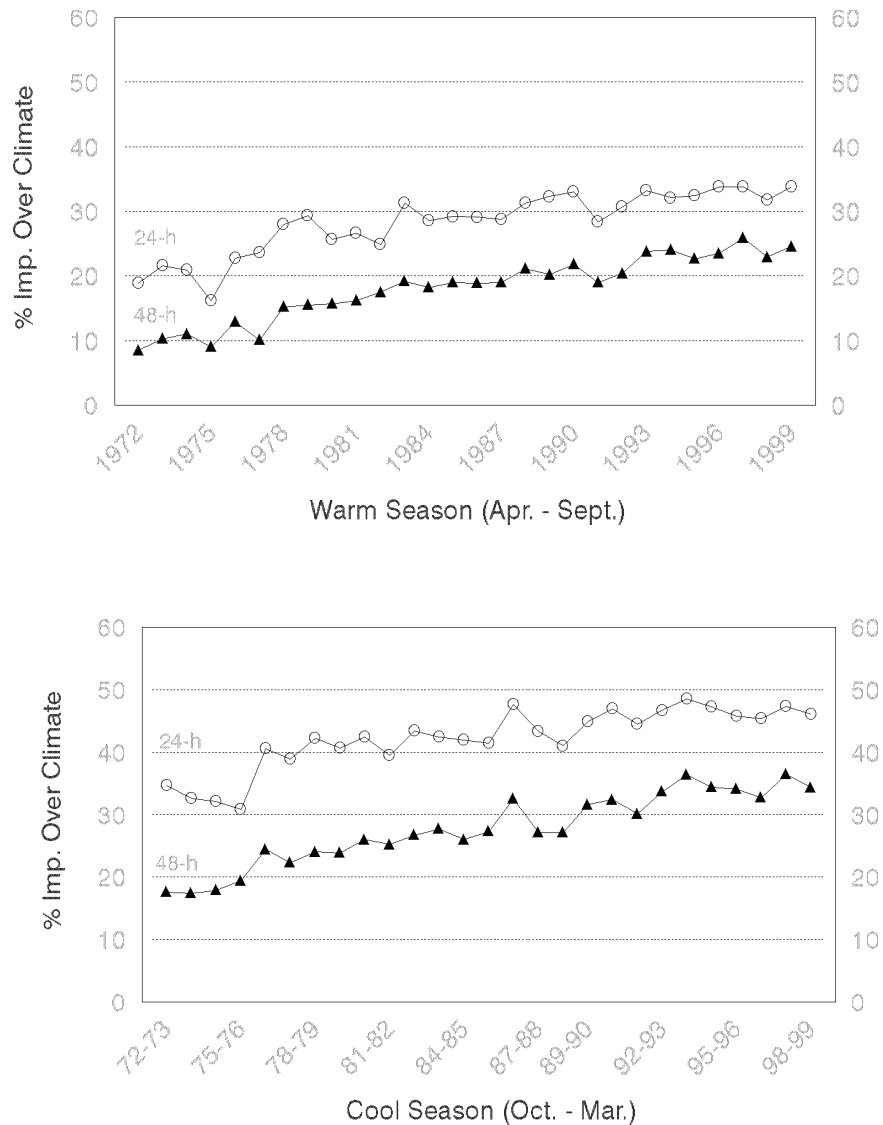 60 60
50 50
40 40
30 30
24-h
20 20
48-h
10 10
0 0
% Imp. Over Climate
1972 1975 1978 1981 1984 1987 1990 1993 1996 1999
Warm Season (Apr. - Sept.)
60 60
50 50
24-h
40 40
30 30
48-h
20 20
10 10
0 0
% Imp. Over Climate
72-73 75-76 78-79 81-82 84-85 87-88 89-90 92-93 95-96 98-99
Cool Season (Oct. - Mar.)